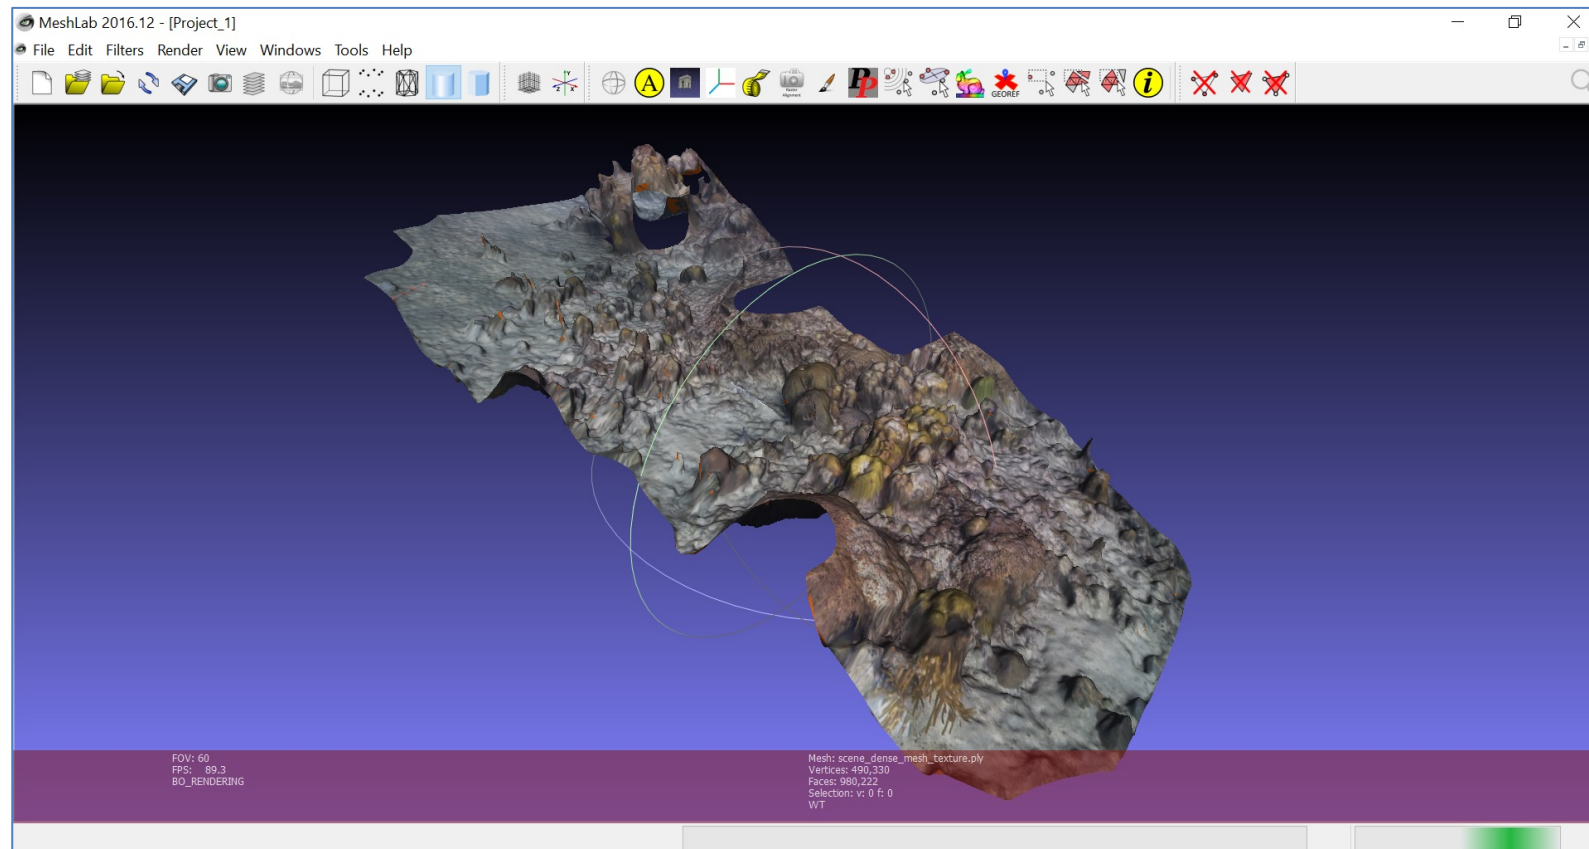 MeshLab 2016.12 - [Project_1]
File Edit Filters Render View Windows Tools Help
A
PP
GEOREF
i
FOV: 60
FPS: 89.3
BO_RENDERING
Mesh: scene_dense_mesh_texture.ply
Vertices: 490,330
Faces: 980,222
Selection: v: 0 f: 0
WT